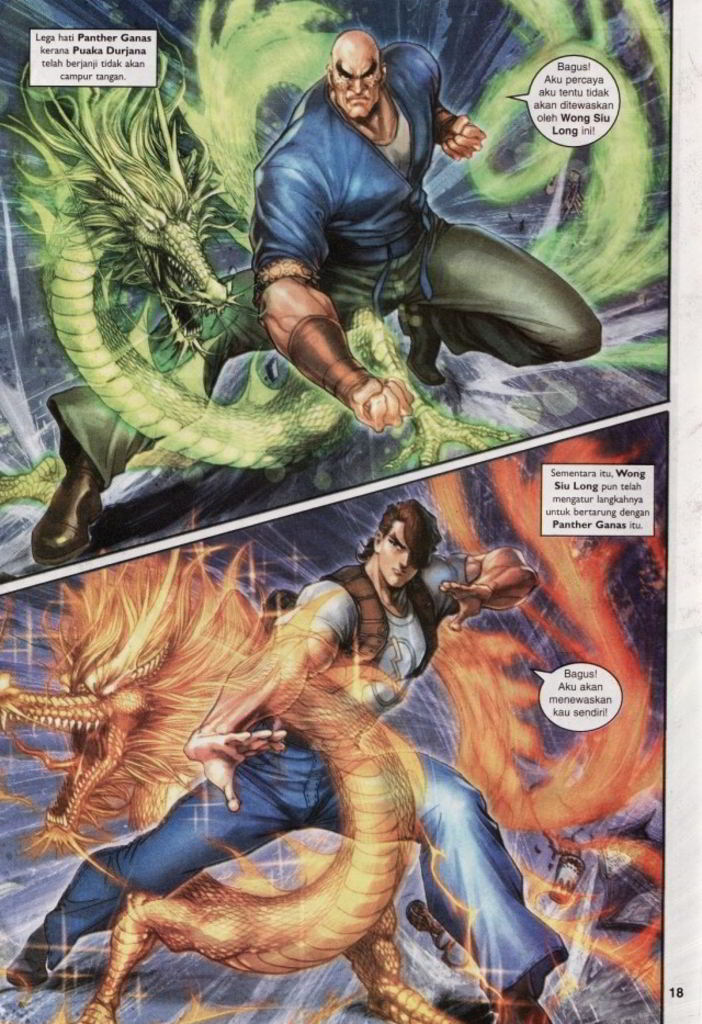 Lega hati Panther Ganas
kerana Puaka Durjana
telah berjanji tidak akan
campur tangan.
Bagus!
Aku percaya
aku tentu tidak
akan ditewaskan
oleh Wong Siu
Long ini!
Sementara itu, Wong
Siu Long pun telah
mengatur langkahnya
untuk bertarung dengan
Panther Ganas itu.
Bagus!
Aku akan
menewaskan
kau sendiri!
18